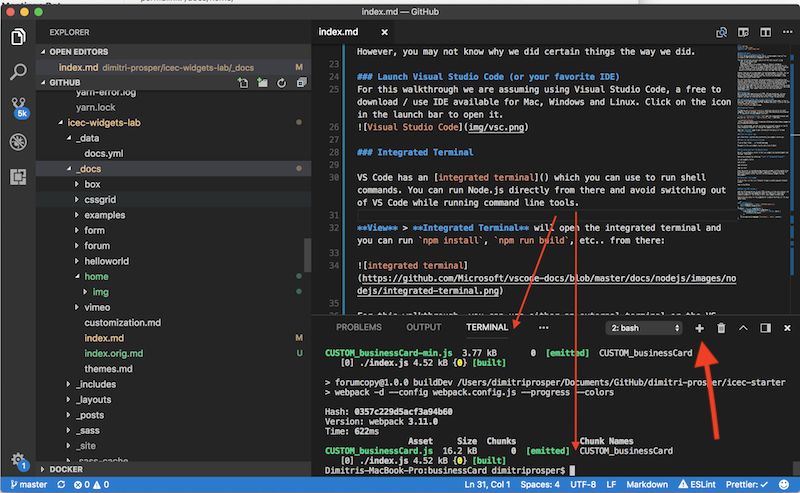 index.md — GitHub
EXPLORER
OPEN EDITORS
index.md dimitri-prosper/icec-widgets-lab/_docs M
GITHUB
yarn-error.log
yarn.lock
icec-widgets-lab
_data
docs.yml
_docs
box
cssgrid
examples
form
forum
helloworld
home
img
vimeo
customization.md
index.md M
index.orig.md U
themes.md
_includes
_layouts
_posts
_sass
_site
DOCKER
5k
1
index.md
However, you may not know why we did certain things the way we did.
23
24 ### Launch Visual Studio Code (or your favorite IDE)
25 For this walkthrough we are assuming using Visual Studio Code, a free to
download / use IDE available for Mac, Windows and Linux. Click on the icon
in the launch bar to open it.
26 ![Visual Studio Code](img/vsc.png)
27
28 ### Integrated Terminal
29
30 VS Code has an [integrated terminal]() which you can use to run shell
commands. You can run Node.js directly from there and avoid switching out
of VS Code while running command line tools.
31
32 **View** > **Integrated Terminal** will open the integrated terminal and
you can run `npm install`, `npm run build`, etc.. from there:
33
34 ![integrated terminal]
(https://github.com/Microsoft/vscode-docs/blob/master/docs/nodejs/images/no
dejs/integrated-terminal.png)
35
PROBLEMS OUTPUT TERMINAL ••• 2: bash
CUSTOM_businessCard-min.js 3.77 kB 0 [emitted] CUSTOM_businessCard
[0] ./index.js 4.52 kB {0} [built]
> forumcopy@1.0.0 buildDev /Users/dimitriprosper/Documents/GitHub/dimitri-prosper/icec-starter
> webpack -d --config webpack.config.js --progress --colors
Hash: 0357c229d5acf3a94b60
Version: webpack 3.11.0
Time: 622ms
Asset Size Chunks Chunk Names
CUSTOM_businessCard.js 16.2 kB 0 [emitted] CUSTOM_businessCard
[0] ./index.js 4.52 kB {0} [built]
Dimitris-MacBook-Pro:businessCard dimitriprosper$
master 0 0 Ln 31, Col 1 Spaces: 4 UTF-8 LF Markdown ESLint Prettier: ✓